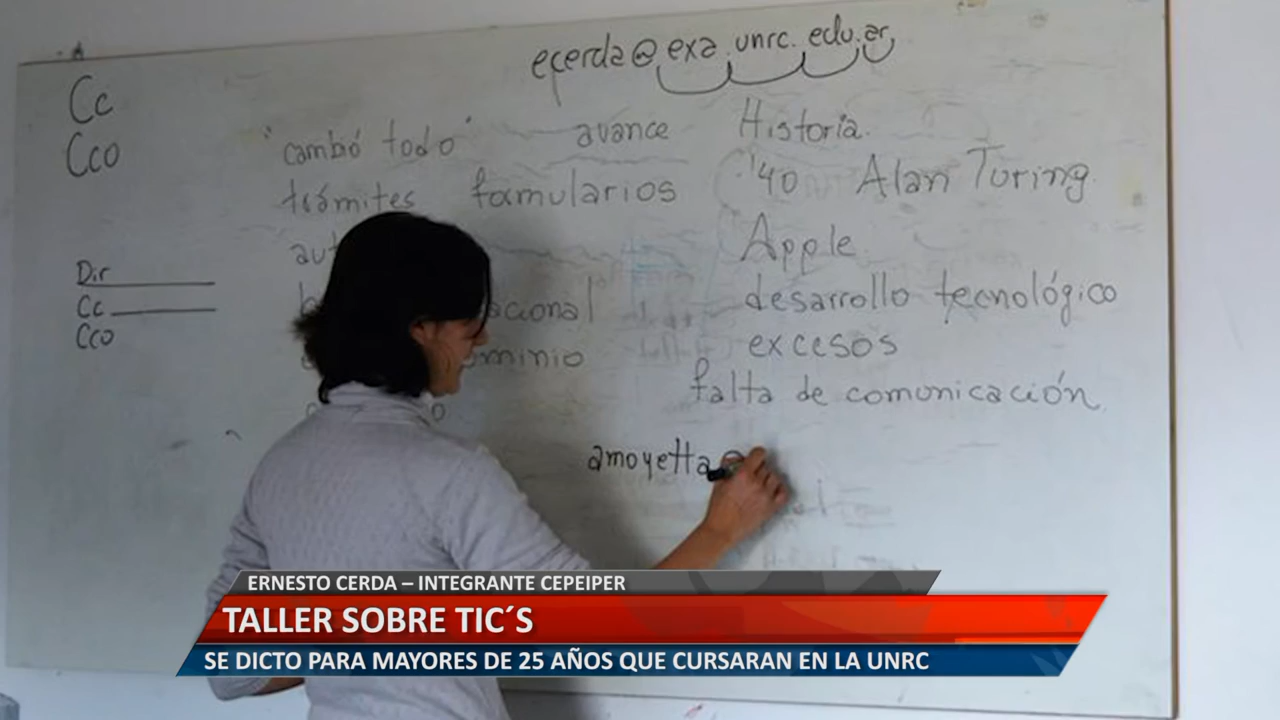 ecerda@exa.unrc.edu.ar
Cc
Cco
"cambió todo" avance
trámites formularios
Dir
Cc
Cco
Historia.
'40 Alan Turing
Apple
desarrollo tecnológico
excesos
falta de comunicación
amoyetta@
ERNESTO CERDA – INTEGRANTE CEPEIPER
TALLER SOBRE TIC´S
SE DICTO PARA MAYORES DE 25 AÑOS QUE CURSARAN EN LA UNRC